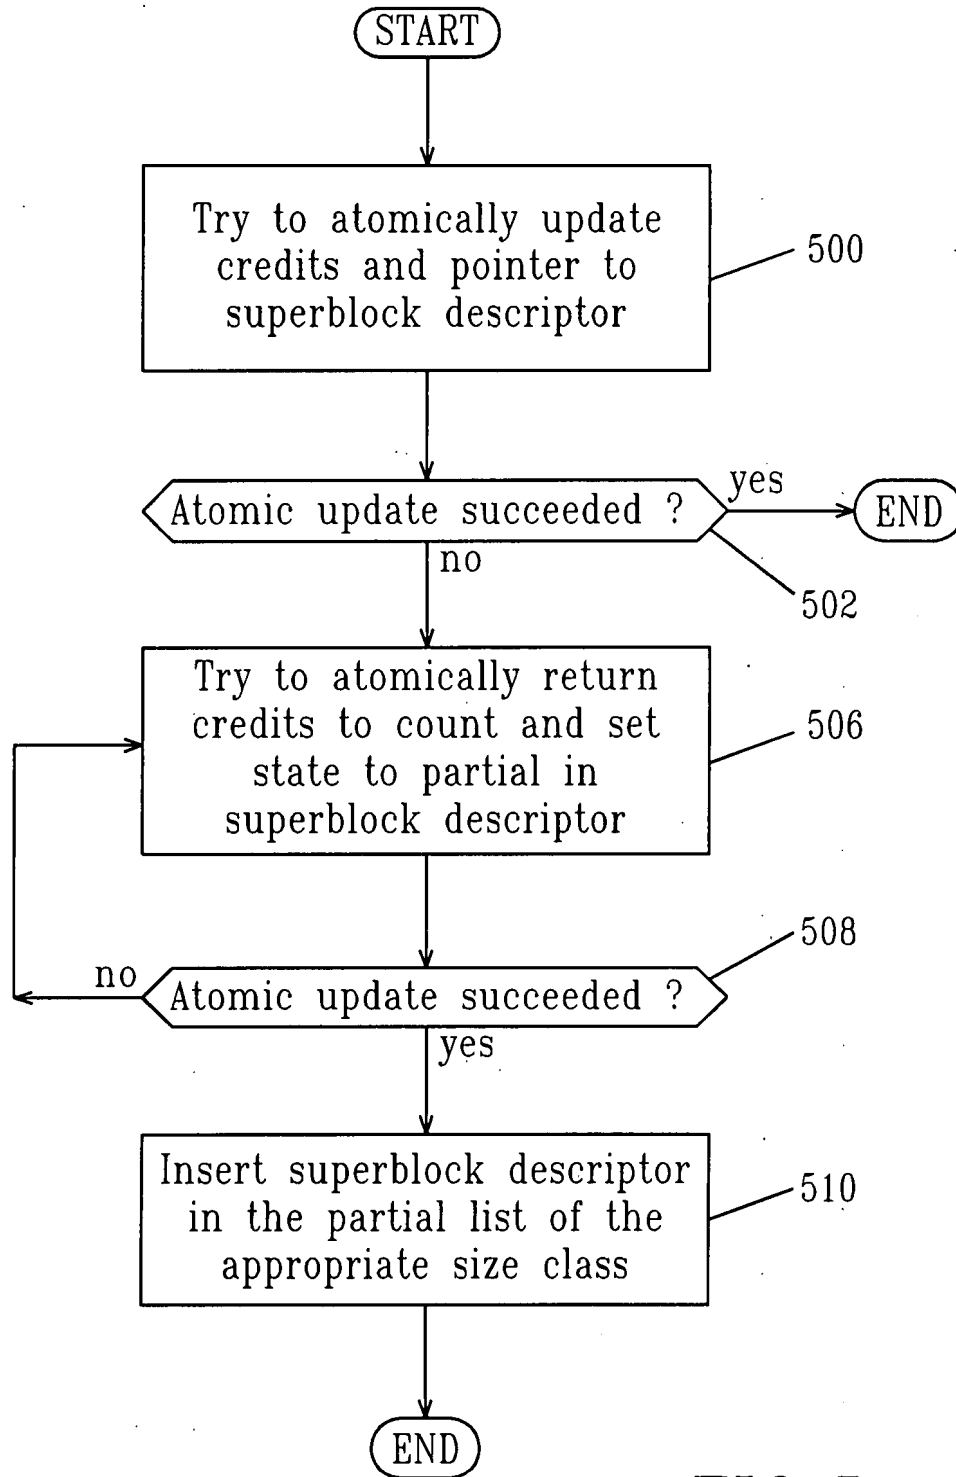 START
Try to atomically update
credits and pointer to
superblock descriptor
500
Atomic update succeeded ?
yes
END
no
502
Try to atomically return
credits to count and set
state to partial in
superblock descriptor
506
508
no
Atomic update succeeded ?
yes
Insert superblock descriptor
in the partial list of the
appropriate size class
510
END